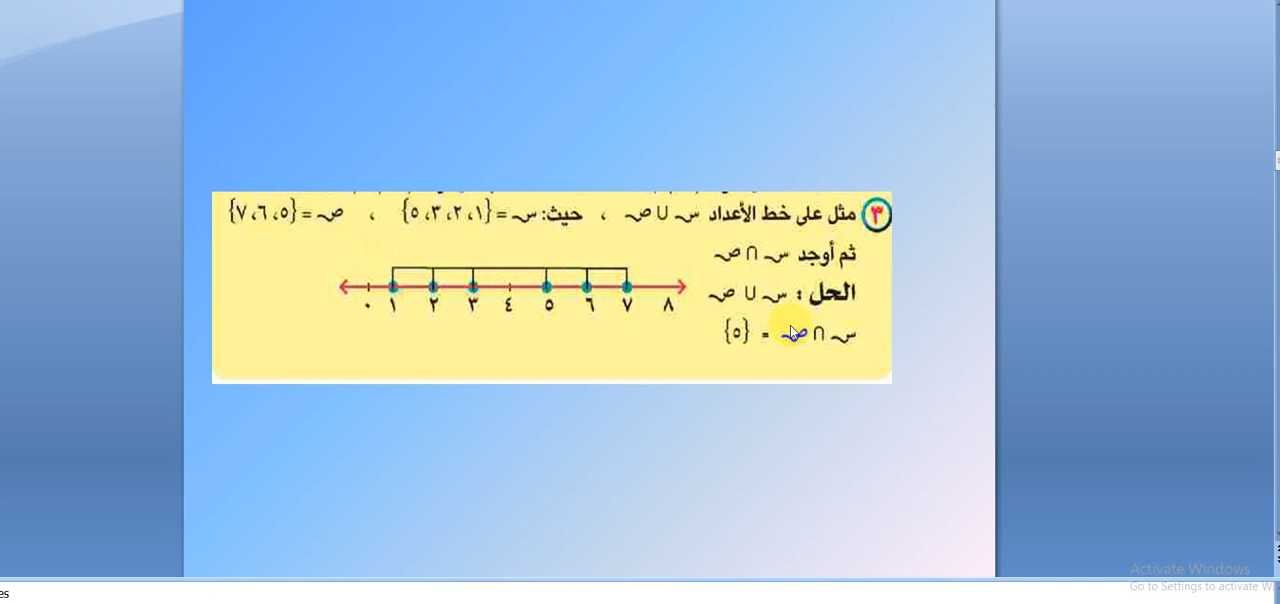 ٣ مثل على خط الأعداد س ∪ ص ، حيث: س = {١، ٢، ٣، ٥} ، ص = {٥، ٦، ٧}
ثم أوجد س ∩ ص
الحل : س ∪ ص
٠ ١ ٢ ٣ ٤ ٥ ٦ ٧ ٨
س ∩ ص = {٥}
Activate Windows
Go to Settings to activate W
es